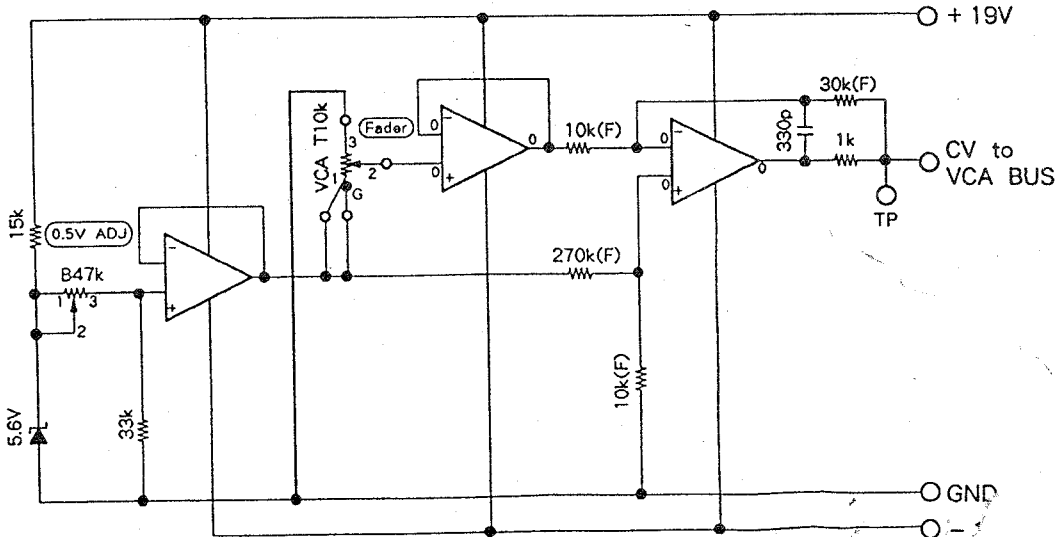 + 19V
30k(F)
330p
1k
CV to
VCA BUS
TP
VCA T10k
3
Fader
1
2
G
−
+
0
0
0
10k(F)
−
+
0
0
0
15k
0.5V ADJ
B47k
1
3
2
−
+
270k(F)
10k(F)
5.6V
33k
GND
−